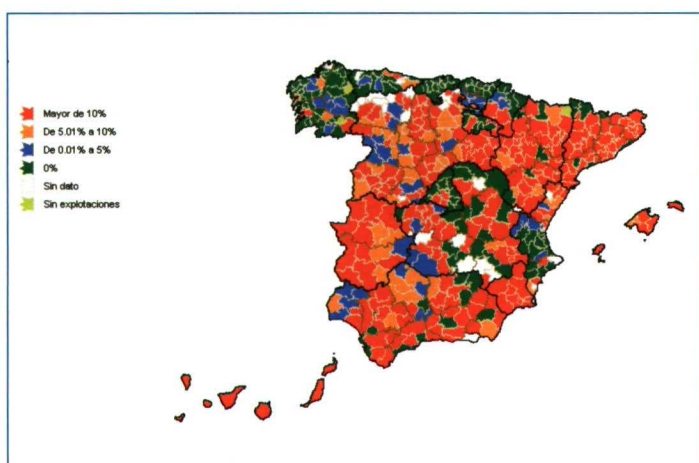 Mayor de 10%
De 5.01% a 10%
De 0.01% a 5%
0%
Sin dato
Sin explotaciones